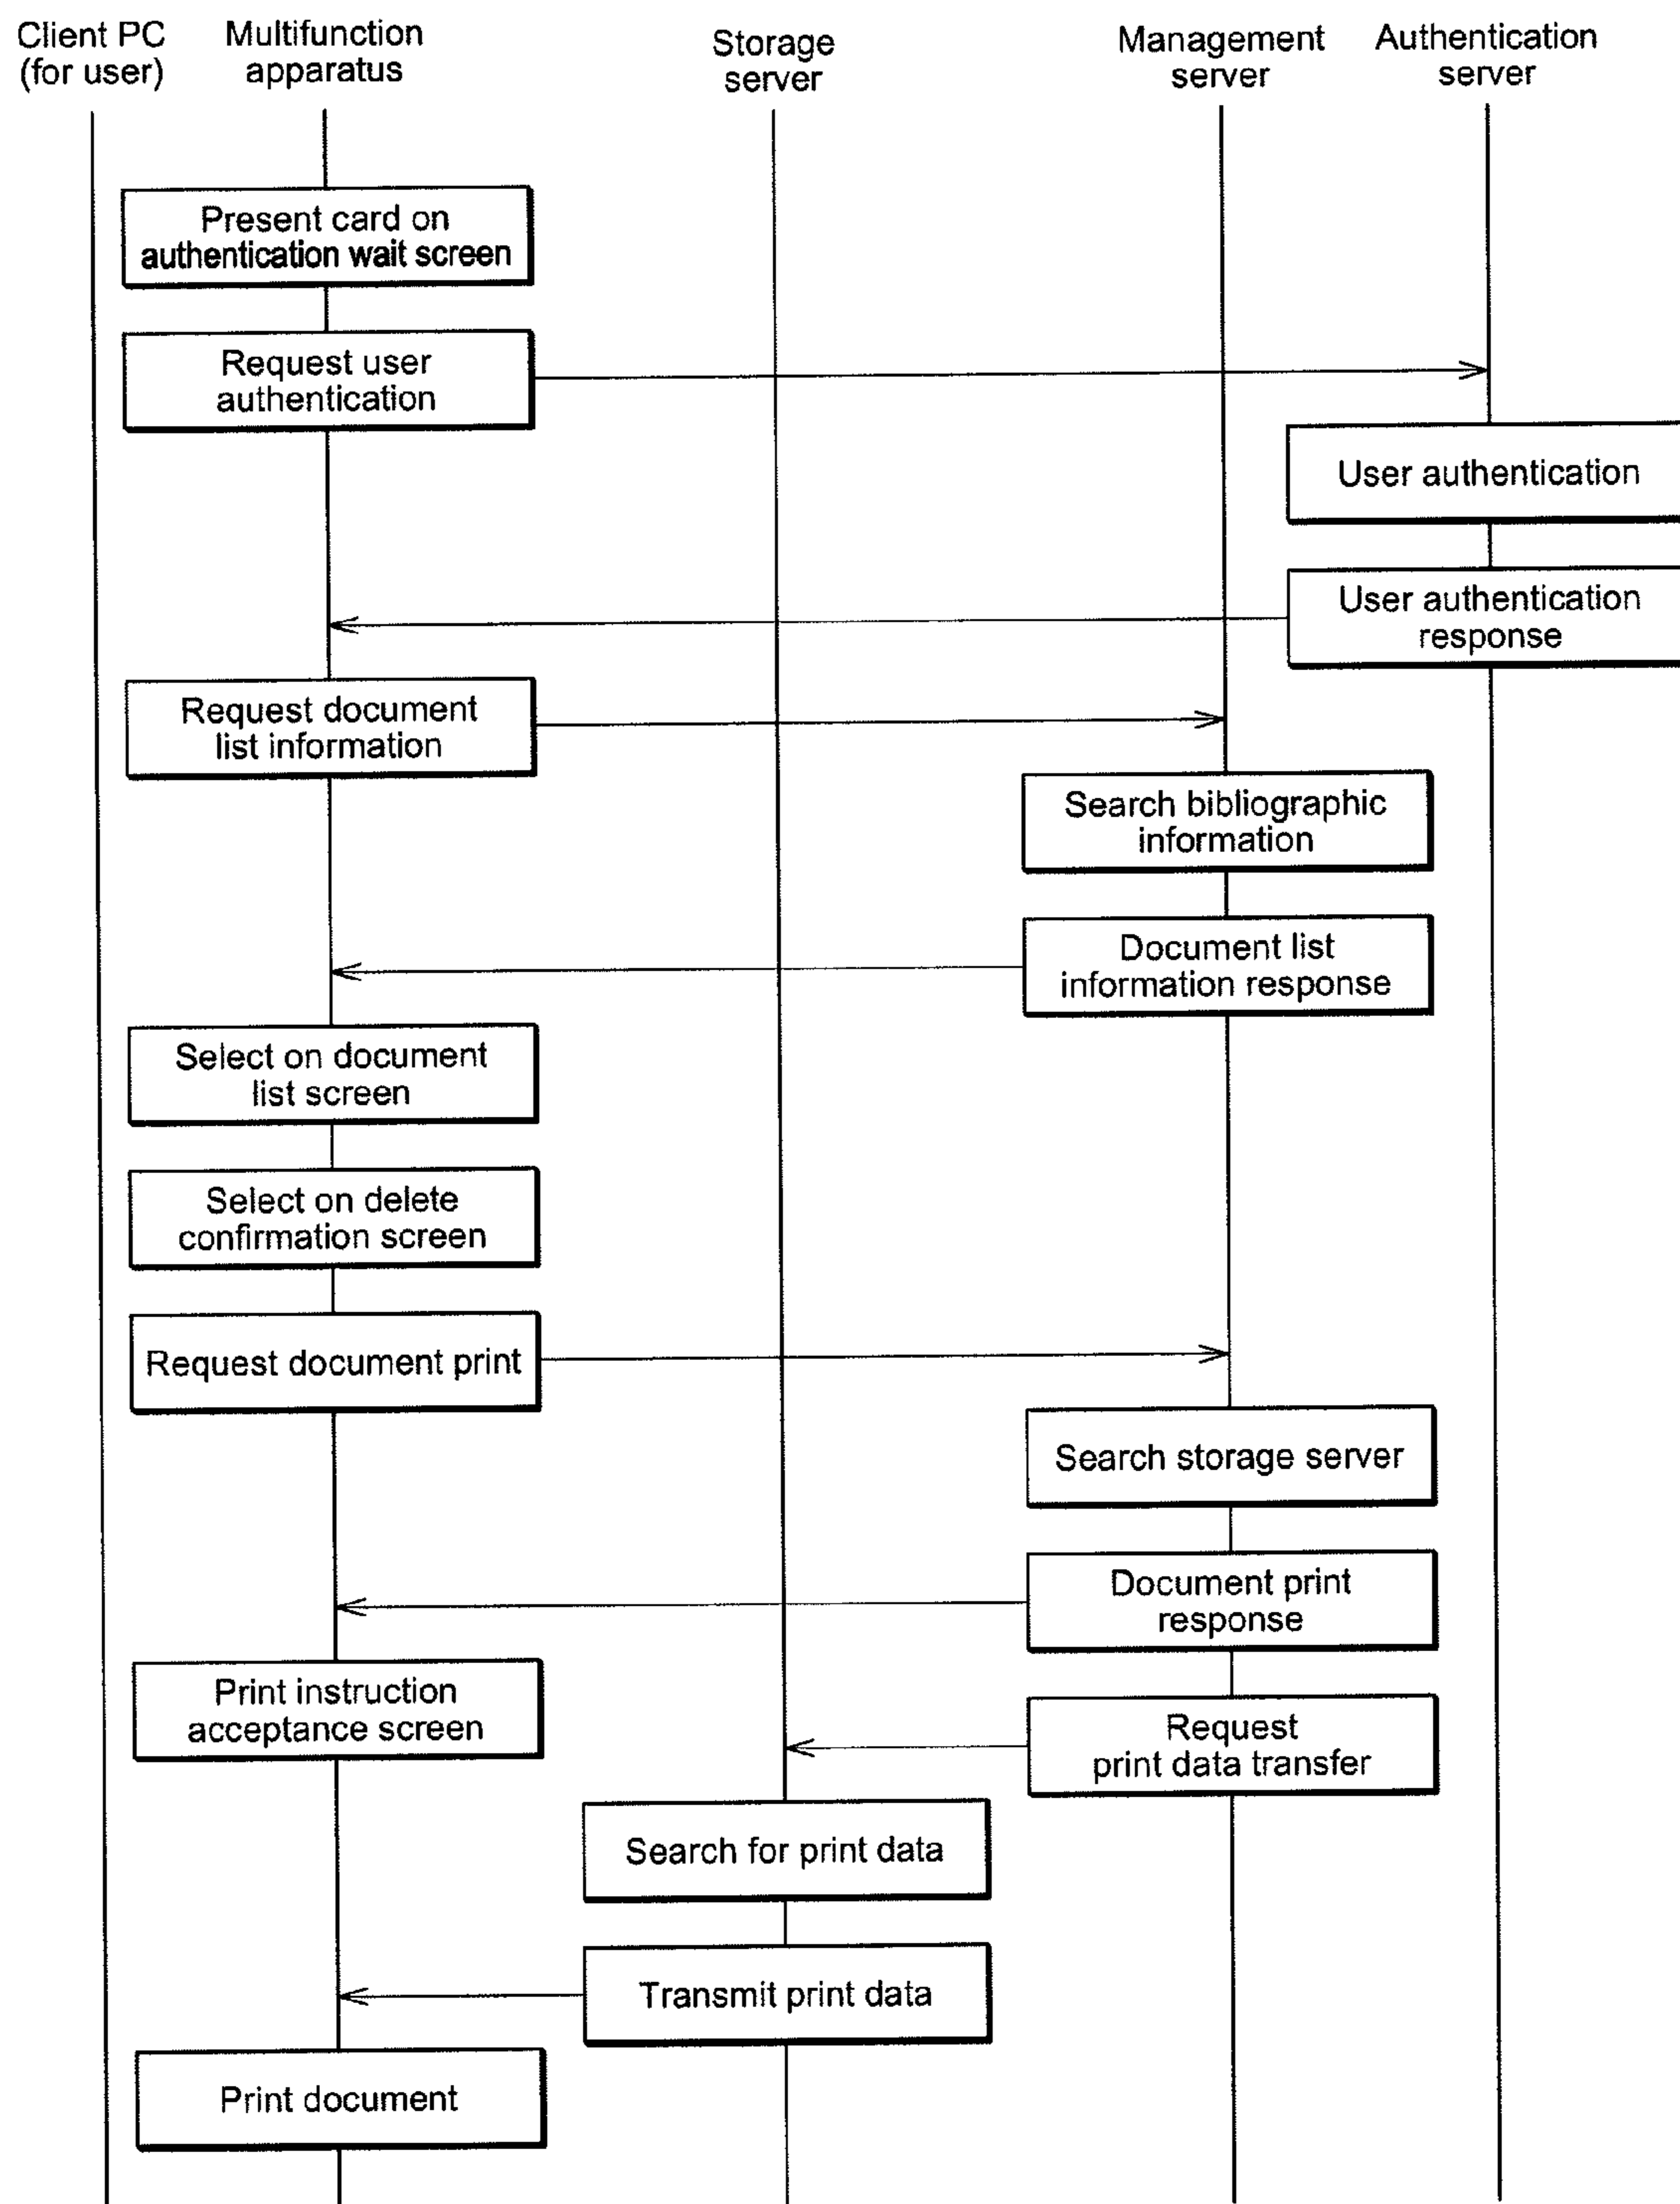 Client PC
(for user)
Multifunction
apparatus
Storage
server
Management
server
Authentication
server
Present card on
authentication wait screen
Request user
authentication
User authentication
User authentication
response
Request document
list information
Search bibliographic
information
Document list
information response
Select on document
list screen
Select on delete
confirmation screen
Request document print
Search storage server
Document print
response
Print instruction
acceptance screen
Request
print data transfer
Search for print data
Transmit print data
Print document